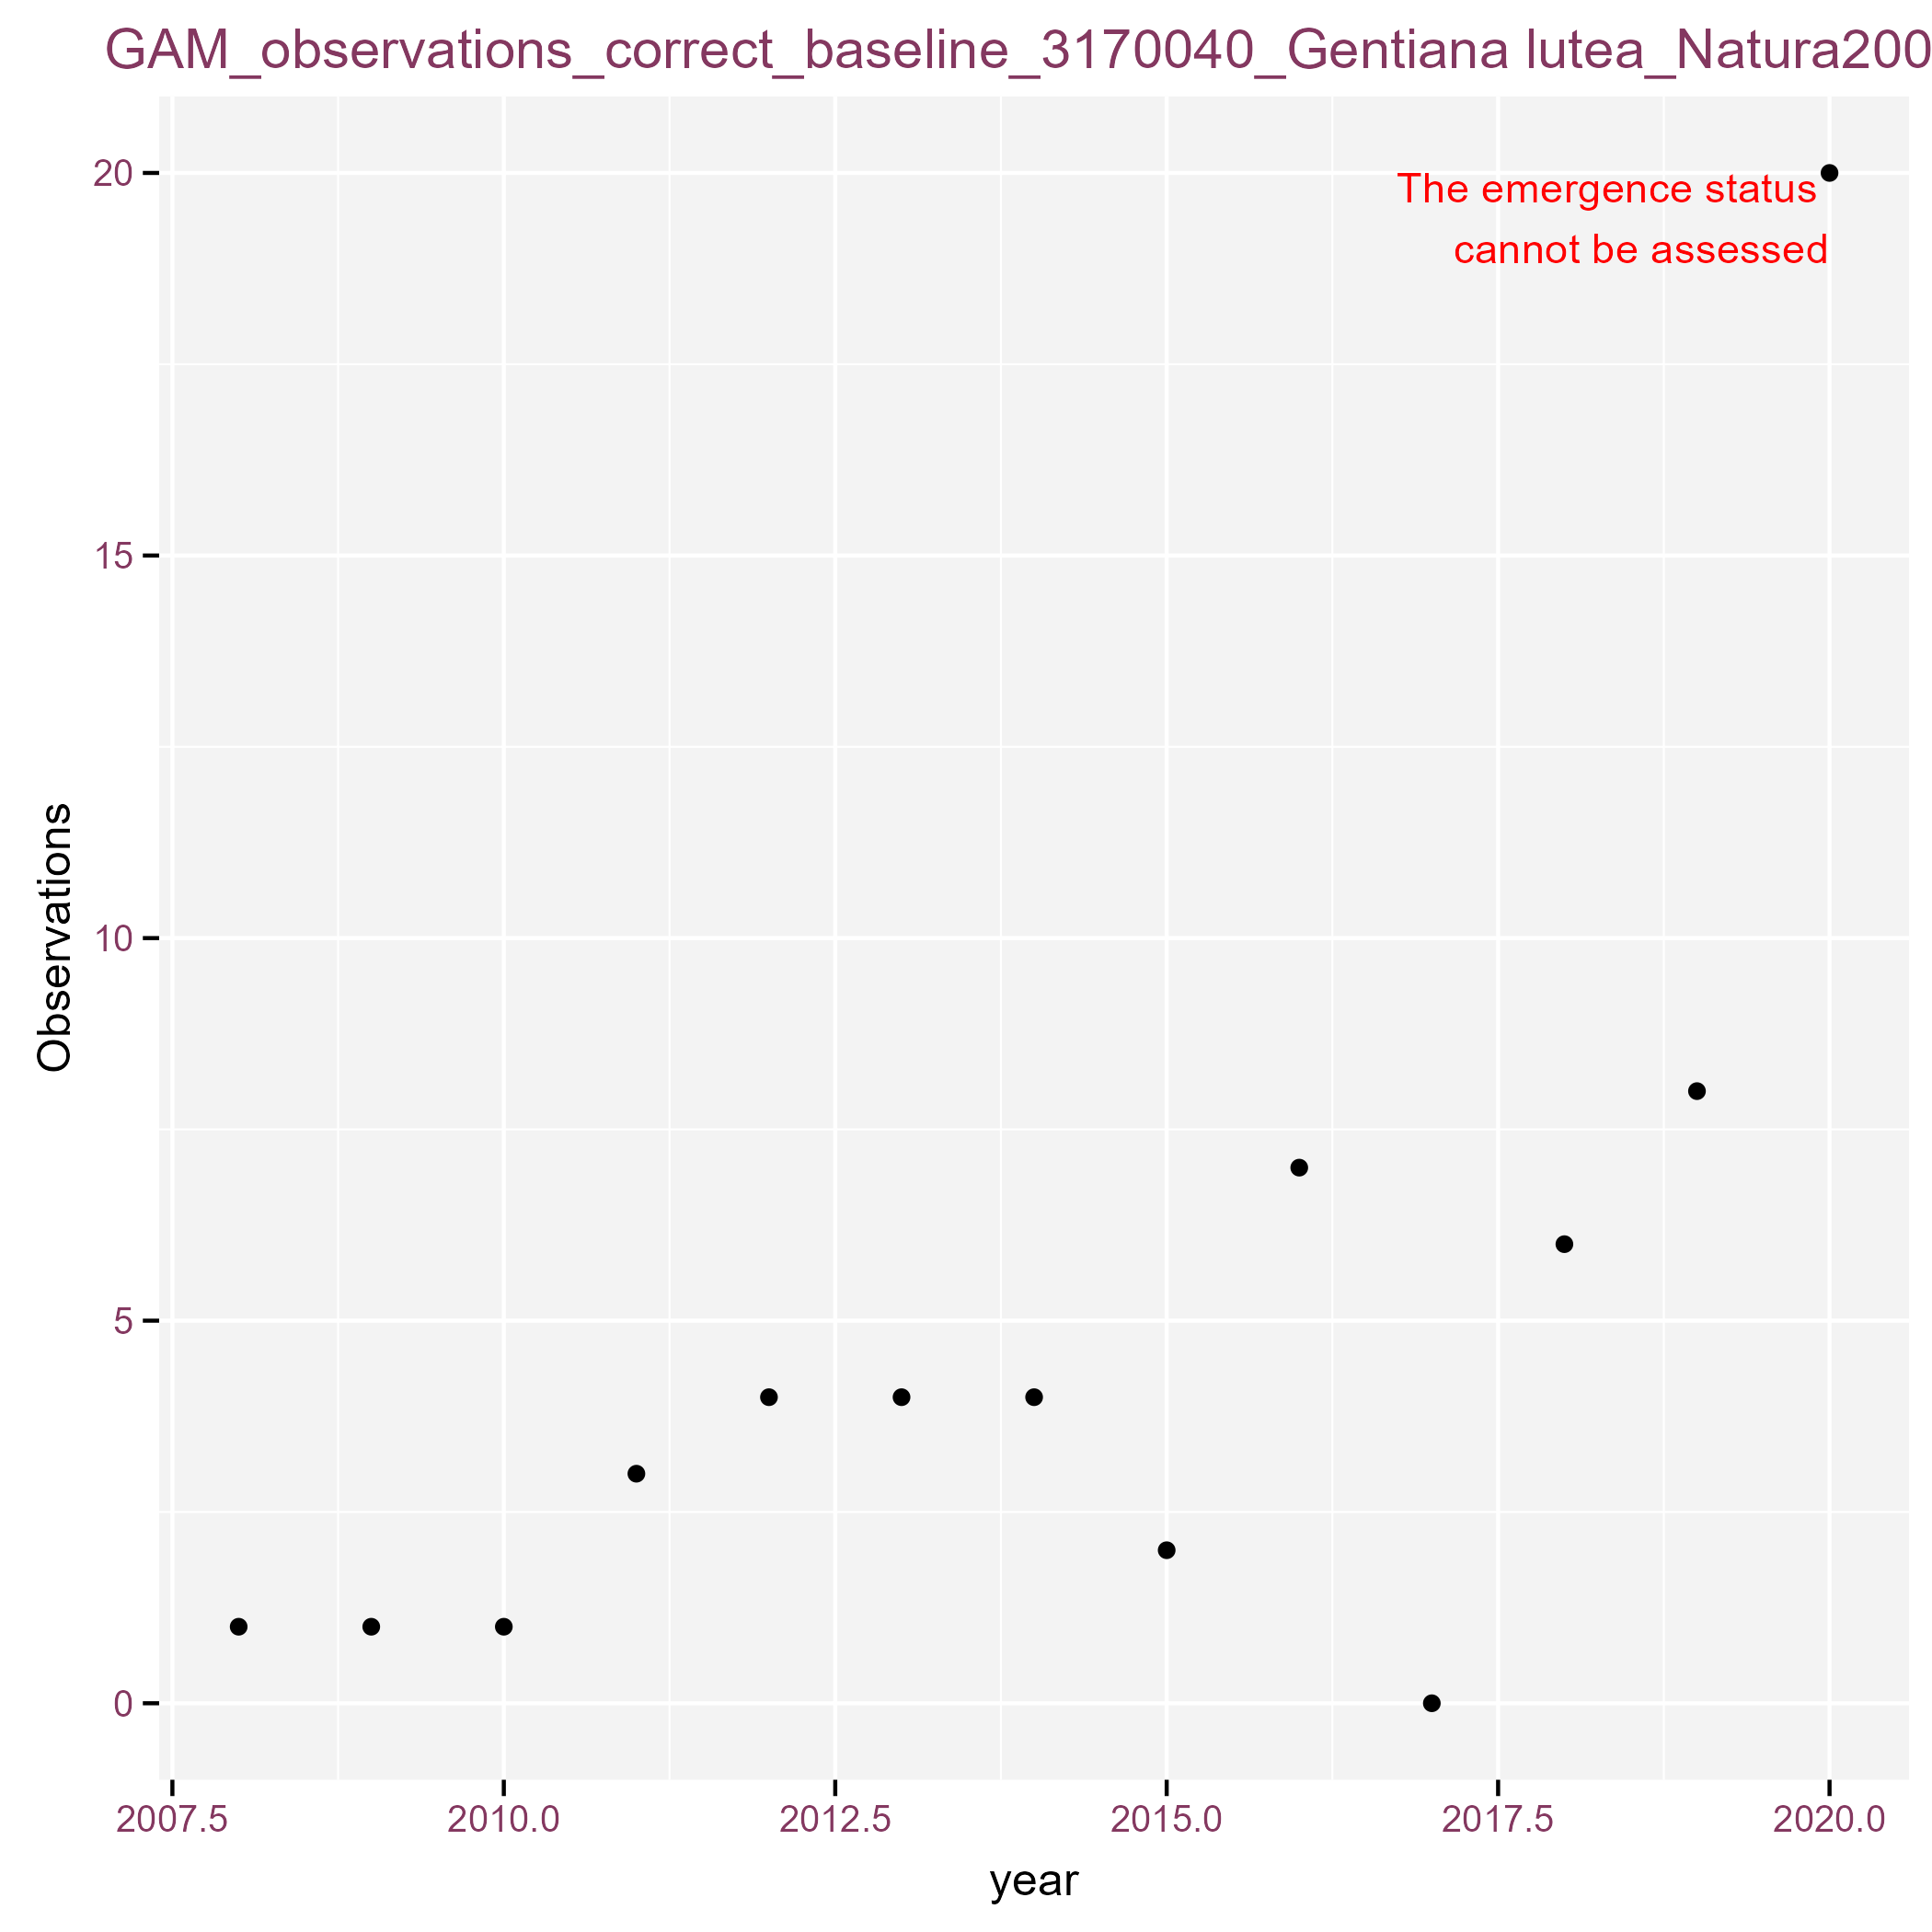 GAM_observations_correct_baseline_3170040_Gentiana lutea_Natura200
20
The emergence status
cannot be assessed
15
10
5
0
Observations
2007.5 2010.0 2012.5 2015.0 2017.5 2020.0
year